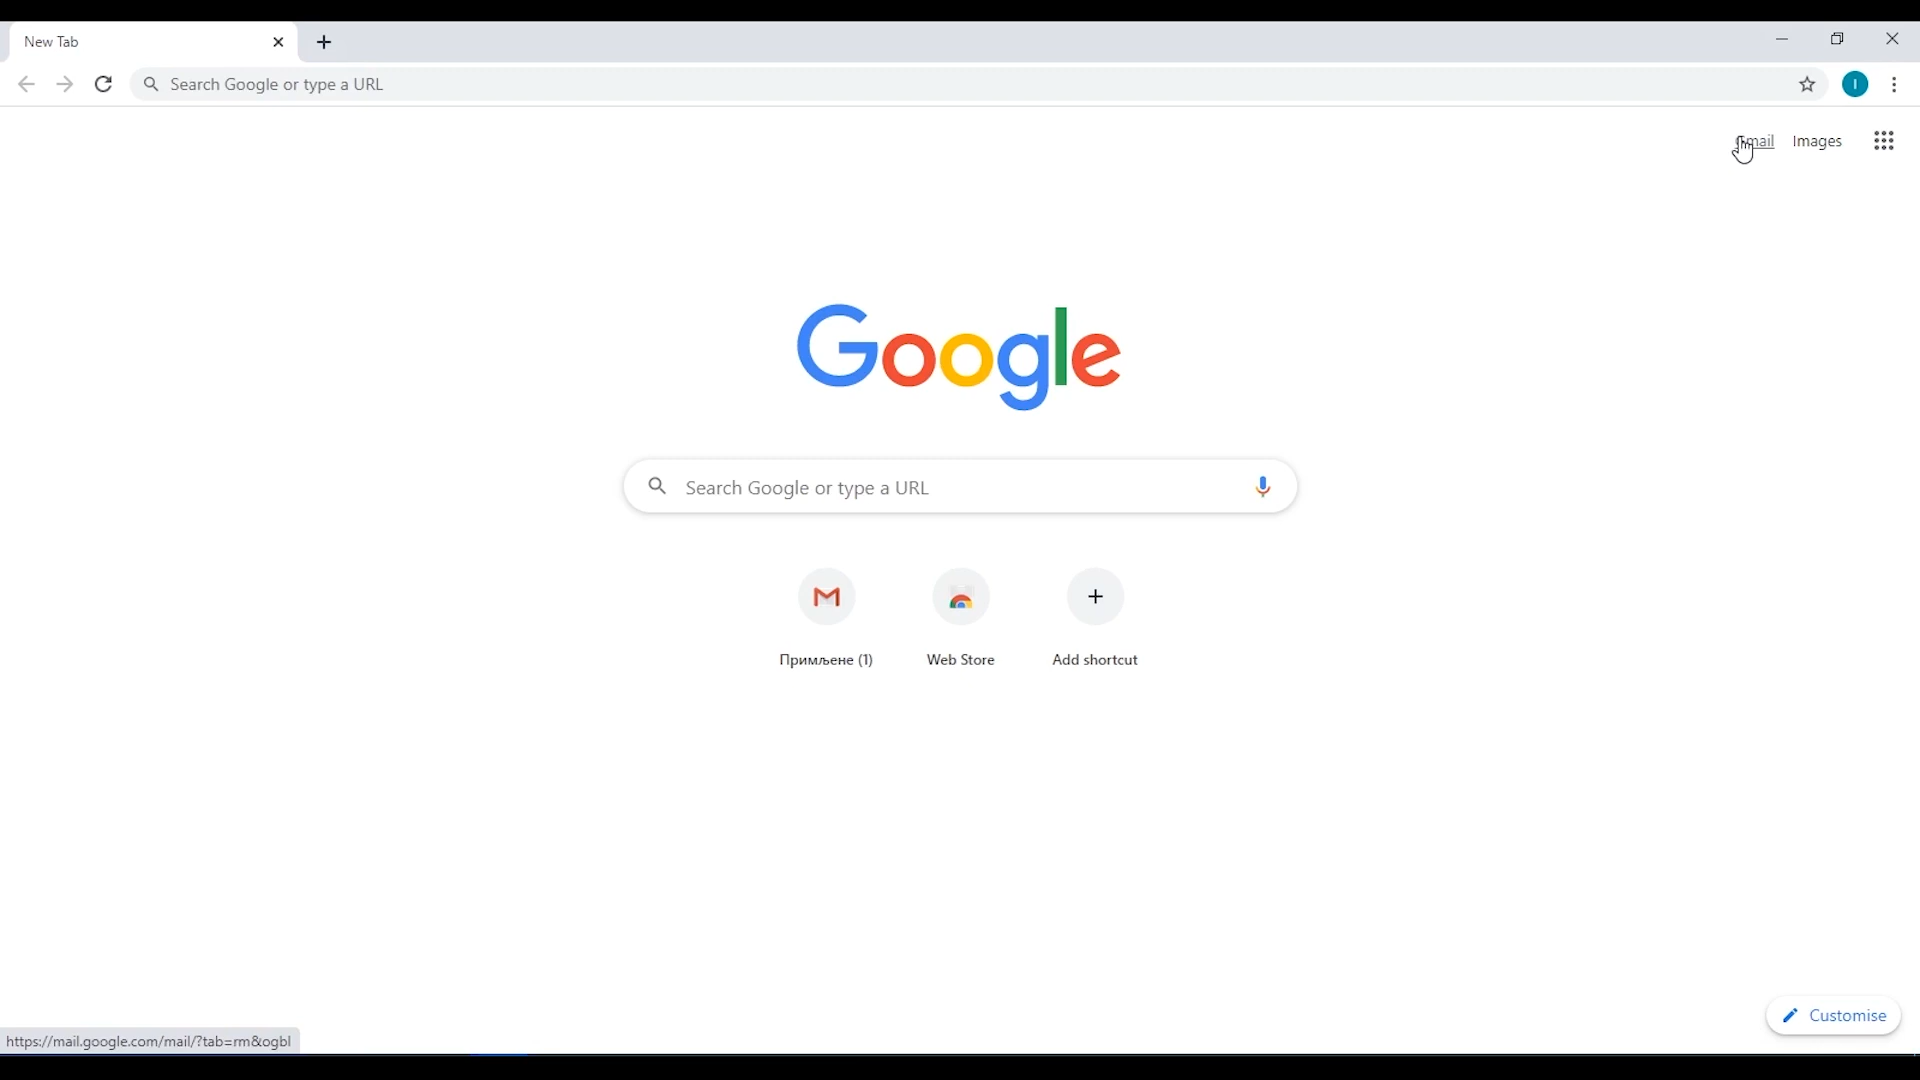 New Tab
Search Google or type a URL
I
Gmail Images
Google
Search Google or type a URL
Примљене (1)
Web Store
Add shortcut
Customise
https://mail.google.com/mail/?tab=rm&ogbl